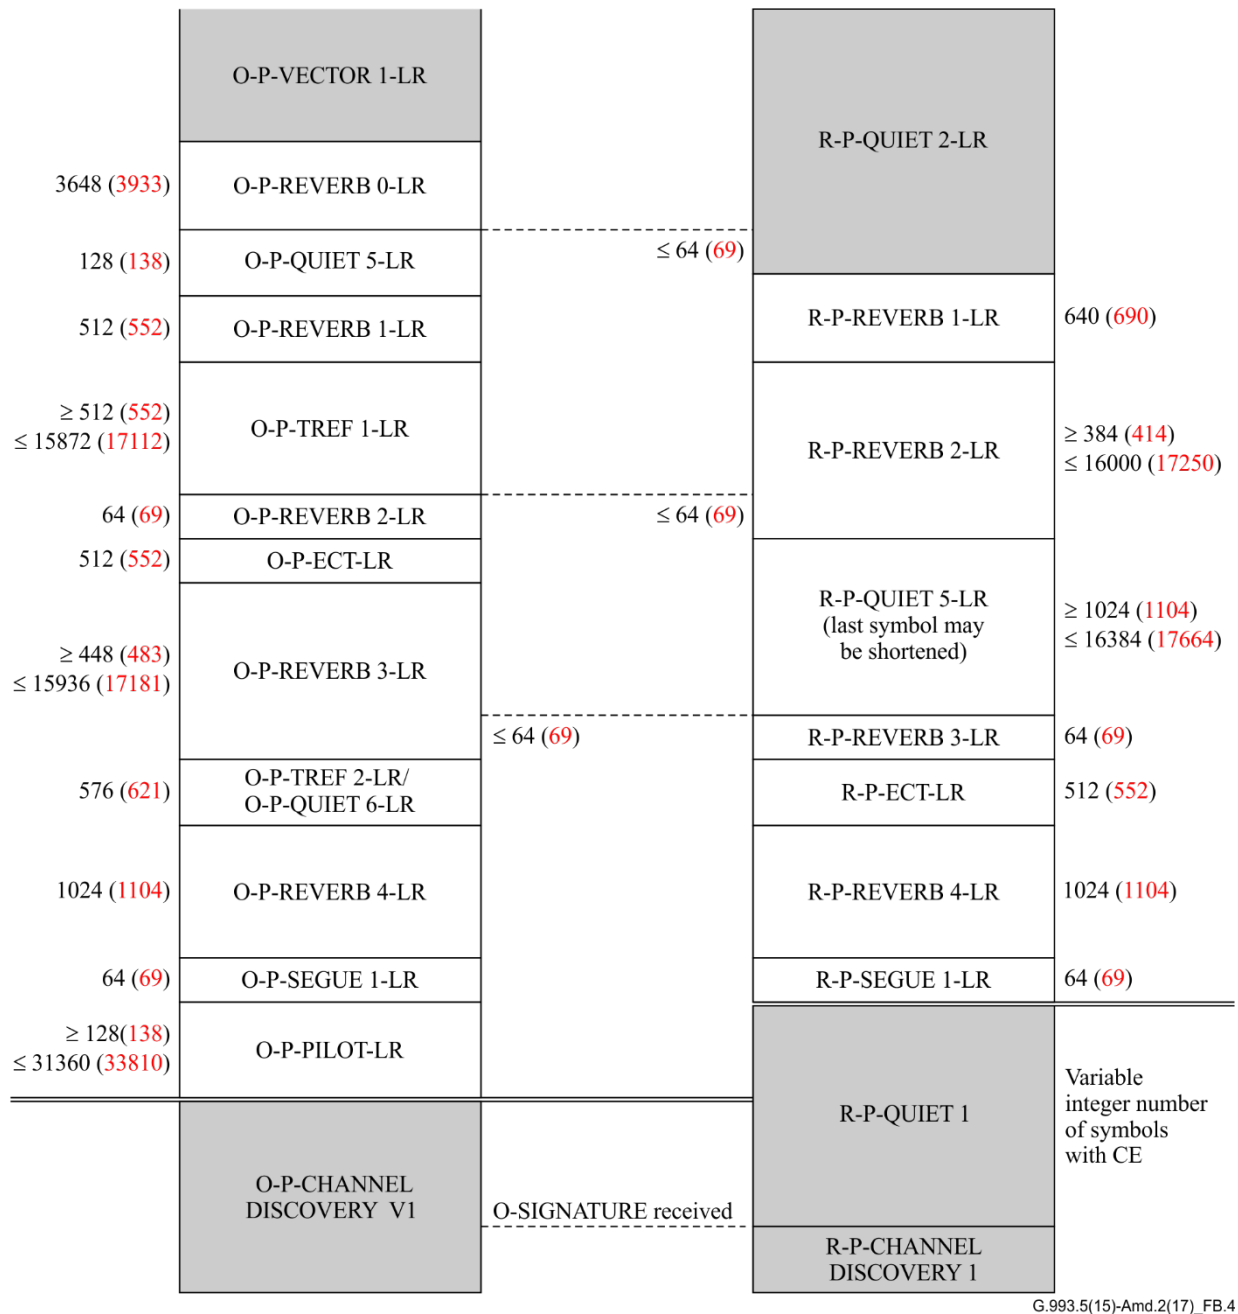 O-P-VECTOR 1-LR
R-P-QUIET 2-LR
3648 (3933)
O-P-REVERB 0-LR
≤ 64 (69)
128 (138)
O-P-QUIET 5-LR
512 (552)
O-P-REVERB 1-LR
R-P-REVERB 1-LR
640 (690)
≥ 512 (552)
≤ 15872 (17112)
O-P-TREF 1-LR
R-P-REVERB 2-LR
≥ 384 (414)
≤ 16000 (17250)
64 (69)
O-P-REVERB 2-LR
≤ 64 (69)
512 (552)
O-P-ECT-LR
R-P-QUIET 5-LR
(last symbol may
be shortened)
≥ 1024 (1104)
≤ 16384 (17664)
≥ 448 (483)
≤ 15936 (17181)
O-P-REVERB 3-LR
≤ 64 (69)
R-P-REVERB 3-LR
64 (69)
576 (621)
O-P-TREF 2-LR/
O-P-QUIET 6-LR
R-P-ECT-LR
512 (552)
1024 (1104)
O-P-REVERB 4-LR
R-P-REVERB 4-LR
1024 (1104)
64 (69)
O-P-SEGUE 1-LR
R-P-SEGUE 1-LR
64 (69)
≥ 128(138)
≤ 31360 (33810)
O-P-PILOT-LR
R-P-QUIET 1
Variable
integer number
of symbols
with CE
O-P-CHANNEL
DISCOVERY V1
O-SIGNATURE received
R-P-CHANNEL
DISCOVERY 1
G.993.5(15)-Amd.2(17)_FB.4